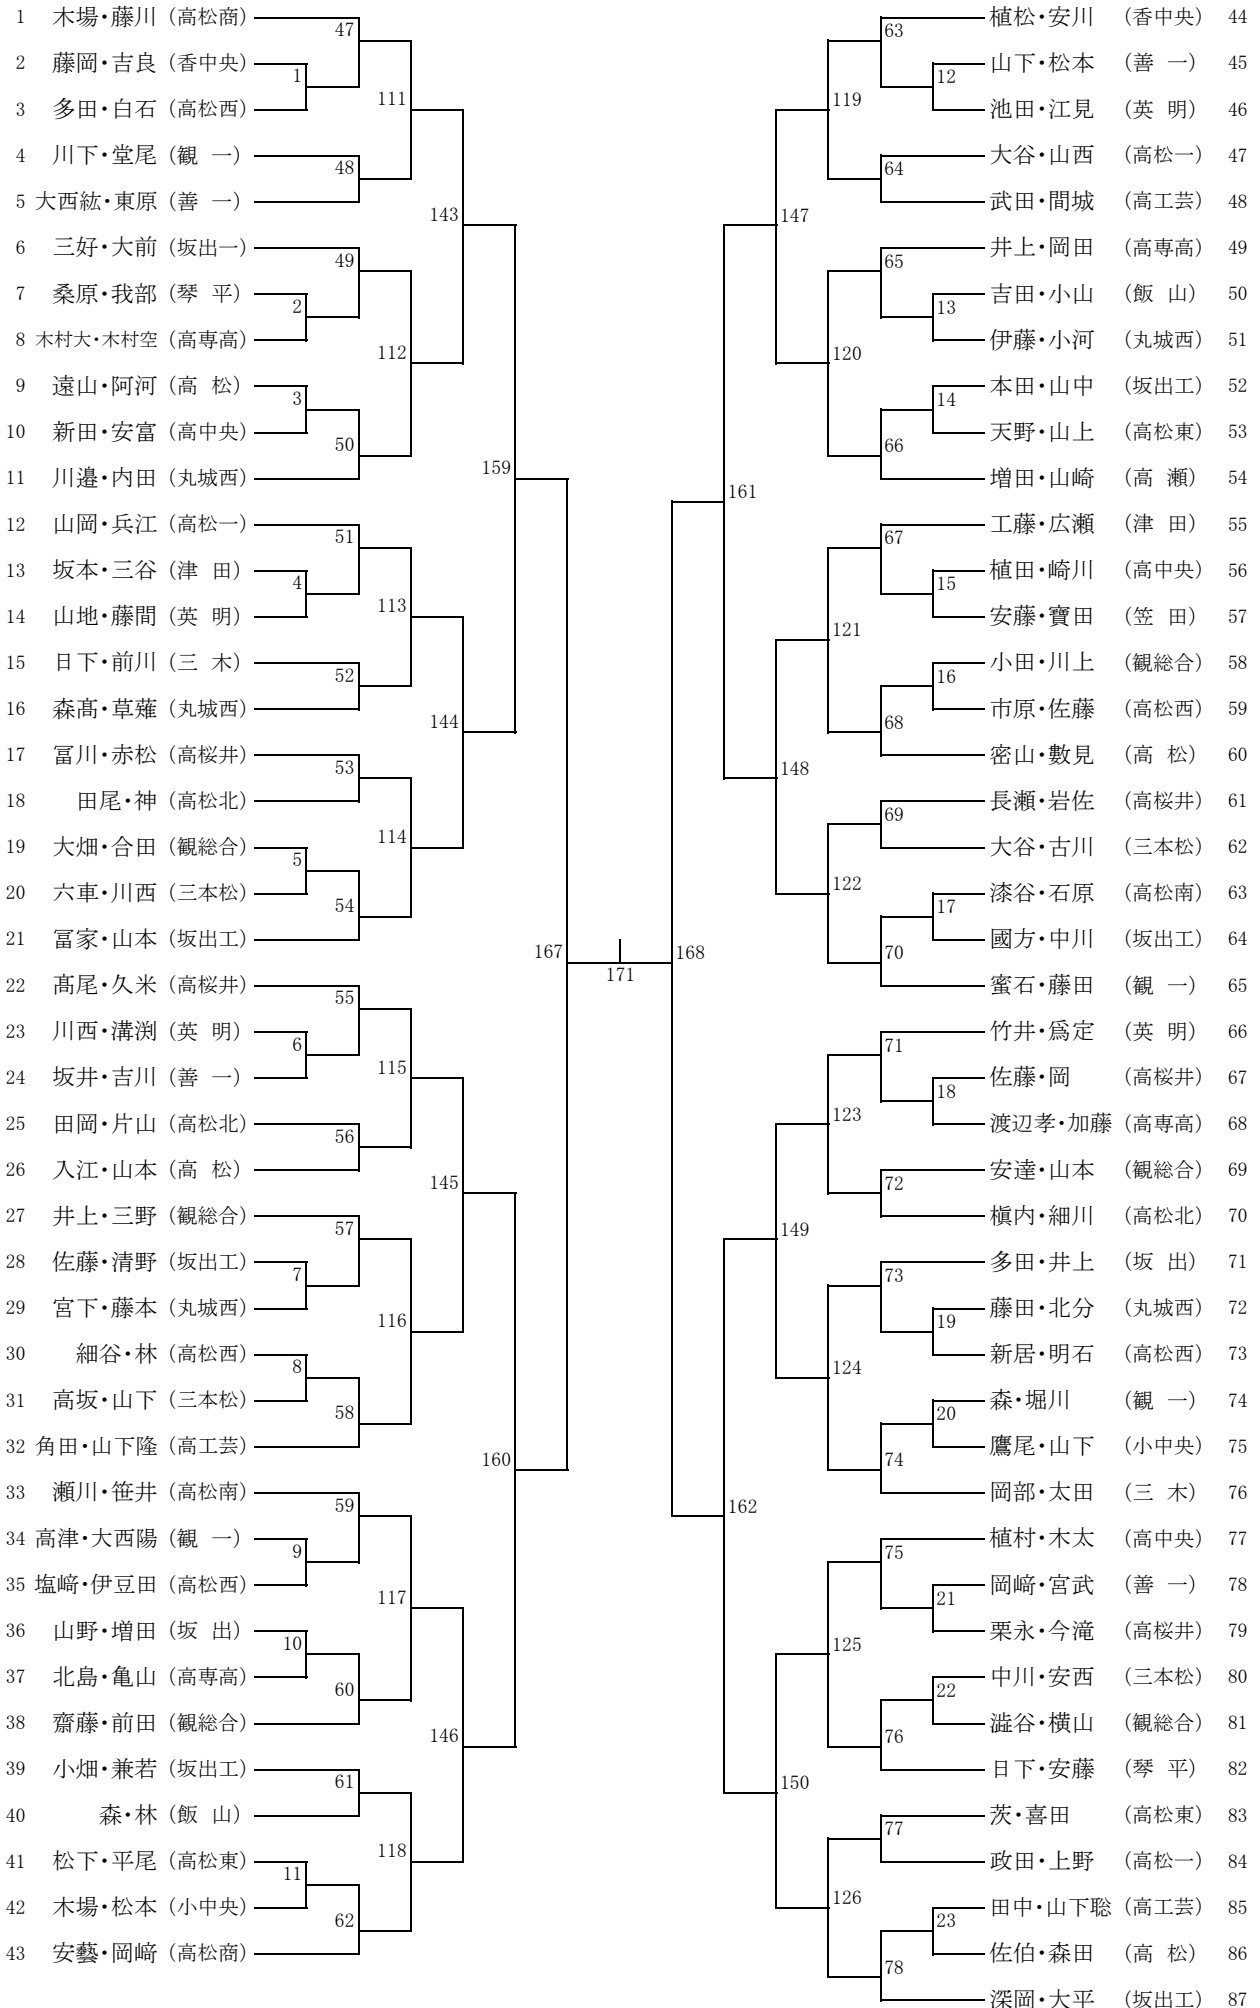 1 木場・藤川 (高松商)
2 藤岡・吉良 (香中央)
3 多田・白石 (高松西)
4 川下・堂尾 (観 一)
5 大西紘・東原 (善 一)
6 三好・大前 (坂出一)
7 桑原・我部 (琴 平)
8 木村大・木村空 (高専高)
9 遠山・阿河 (高 松)
10 新田・安富 (高中央)
11 川邉・内田 (丸城西)
12 山岡・兵江 (高松一)
13 坂本・三谷 (津 田)
14 山地・藤間 (英 明)
15 日下・前川 (三 木)
16 森髙・草薙 (丸城西)
17 冨川・赤松 (高桜井)
18 田尾・神 (高松北)
19 大畑・合田 (観総合)
20 六車・川西 (三本松)
21 冨家・山本 (坂出工)
22 髙尾・久米 (高桜井)
23 川西・溝渕 (英 明)
24 坂井・吉川 (善 一)
25 田岡・片山 (高松北)
26 入江・山本 (高 松)
27 井上・三野 (観総合)
28 佐藤・清野 (坂出工)
29 宮下・藤本 (丸城西)
30 細谷・林 (高松西)
31 高坂・山下 (三本松)
32 角田・山下隆 (高工芸)
33 瀬川・笹井 (高松南)
34 高津・大西陽 (観 一)
35 塩﨑・伊豆田 (高松西)
36 山野・増田 (坂 出)
37 北島・亀山 (高専高)
38 齋藤・前田 (観総合)
39 小畑・兼若 (坂出工)
40 森・林 (飯 山)
41 松下・平尾 (高松東)
42 木場・松本 (小中央)
43 安藝・岡﨑 (高松商)
1
2
3
4
5
6
7
8
9
10
11
47
48
49
50
51
52
53
54
55
56
57
58
59
60
61
62
111
112
113
114
115
116
117
118
143
144
145
146
159
160
167
171
168
161
162
147
148
149
150
119
120
121
122
123
124
125
126
63
64
65
66
67
68
69
70
71
72
73
74
75
76
77
78
12
13
14
15
16
17
18
19
20
21
22
23
植松・安川 (香中央) 44
山下・松本 (善 一) 45
池田・江見 (英 明) 46
大谷・山西 (高松一) 47
武田・間城 (高工芸) 48
井上・岡田 (高専高) 49
吉田・小山 (飯 山) 50
伊藤・小河 (丸城西) 51
本田・山中 (坂出工) 52
天野・山上 (高松東) 53
増田・山崎 (高 瀬) 54
工藤・広瀬 (津 田) 55
植田・崎川 (高中央) 56
安藤・寶田 (笠 田) 57
小田・川上 (観総合) 58
市原・佐藤 (高松西) 59
密山・數見 (高 松) 60
長瀬・岩佐 (高桜井) 61
大谷・古川 (三本松) 62
漆谷・石原 (高松南) 63
國方・中川 (坂出工) 64
蜜石・藤田 (観 一) 65
竹井・爲定 (英 明) 66
佐藤・岡 (高桜井) 67
渡辺孝・加藤 (高専高) 68
安達・山本 (観総合) 69
槇内・細川 (高松北) 70
多田・井上 (坂 出) 71
藤田・北分 (丸城西) 72
新居・明石 (高松西) 73
森・堀川 (観 一) 74
鷹尾・山下 (小中央) 75
岡部・太田 (三 木) 76
植村・木太 (高中央) 77
岡﨑・宮武 (善 一) 78
栗永・今滝 (高桜井) 79
中川・安西 (三本松) 80
澁谷・横山 (観総合) 81
日下・安藤 (琴 平) 82
茨・喜田 (高松東) 83
政田・上野 (高松一) 84
田中・山下聡 (高工芸) 85
佐伯・森田 (高 松) 86
深岡・大平 (坂出工) 87